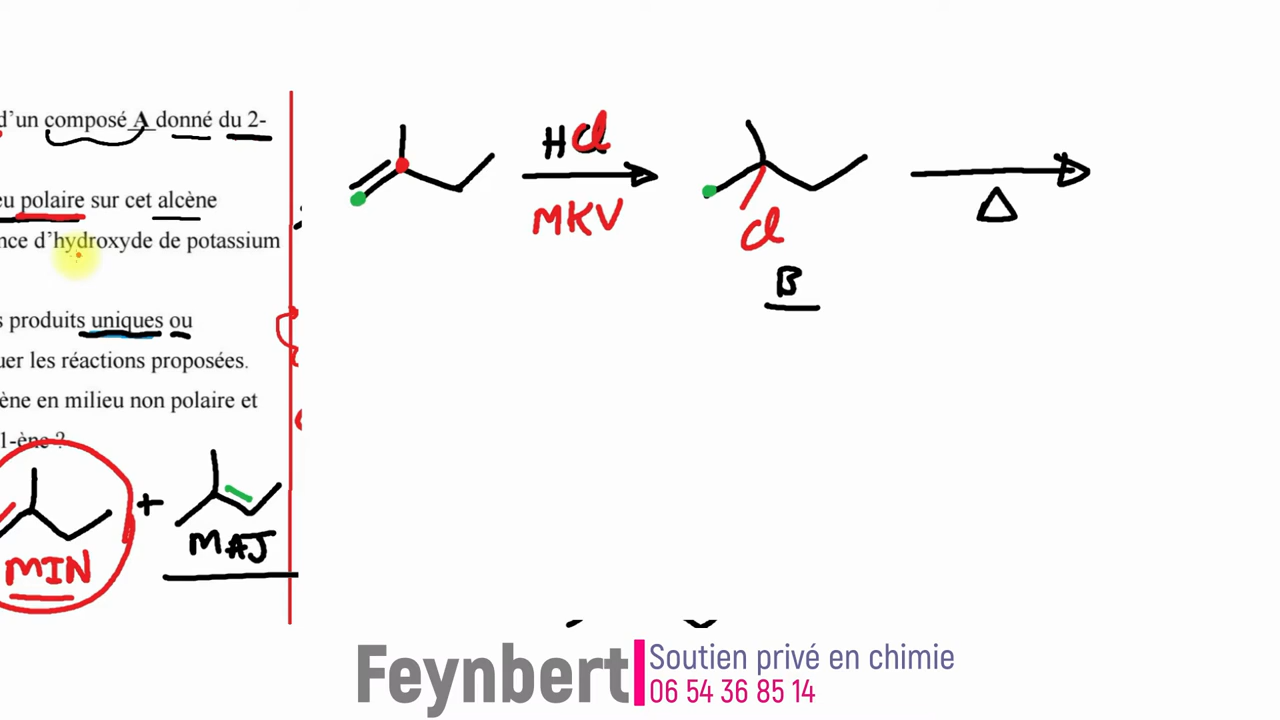 d'un composé A donné du 2-
eu polaire sur cet alcène
nce d'hydroxyde de potassium
s produits uniques ou
uer les réactions proposées.
ène en milieu non polaire et
1-ène ?
MIN
+
MAJ
HCl
MKV
Cl
B
Δ
Feynbert
Soutien privé en chimie
06 54 36 85 14